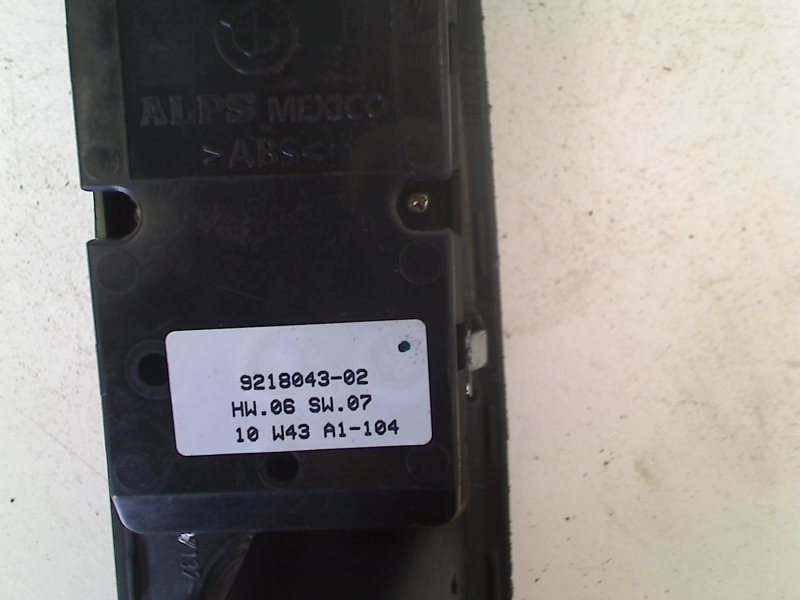 ALPS MEXICO
>ABS<
9218043-02
HW.06 SW.07
10 W43 A1-104